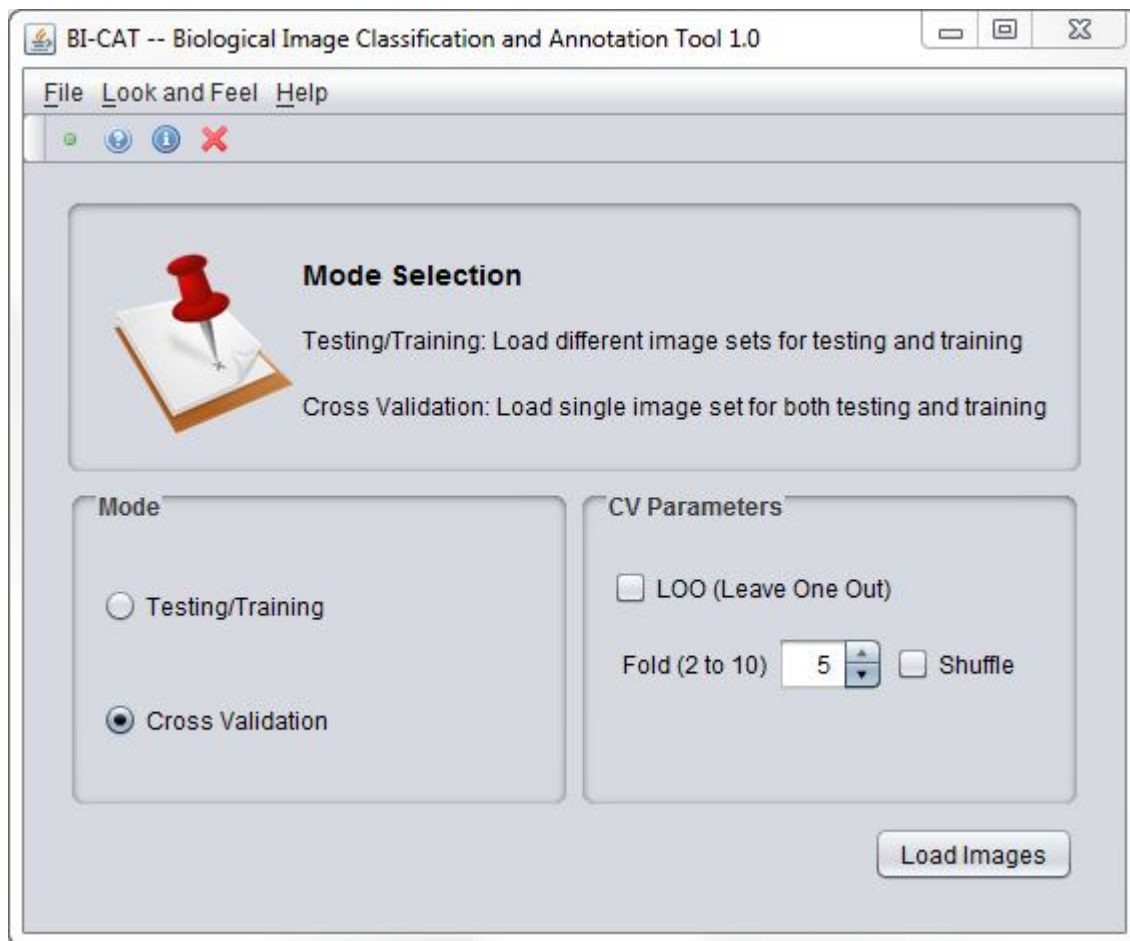 BI-CAT -- Biological Image Classification and Annotation Tool 1.0
File Look and Feel Help
Mode Selection
Testing/Training: Load different image sets for testing and training
Cross Validation: Load single image set for both testing and training
Mode
Testing/Training
Cross Validation
CV Parameters
LOO (Leave One Out)
Fold (2 to 10) 5 Shuffle
Load Images